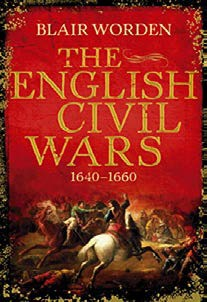 BLAIR WORDEN
THE
ENGLISH
CIVIL
WARS
1640–1660